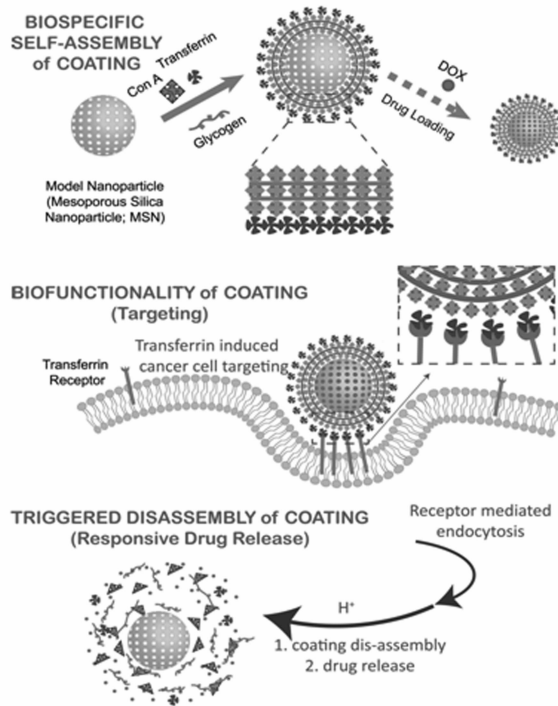 BIOSPECIFIC
SELF-ASSEMBLY
of COATING
Con A
Transferrin
Glycogen
DOX
Drug Loading
Model Nanoparticle
(Mesoporous Silica
Nanoparticle; MSN)
BIOFUNCTIONALITY of COATING
(Targeting)
Transferrin induced
cancer cell targeting
Transferrin
Receptor
TRIGGERED DISASSEMBLY of COATING
(Responsive Drug Release)
Receptor mediated
endocytosis
H⁺
1. coating dis-assembly
2. drug release